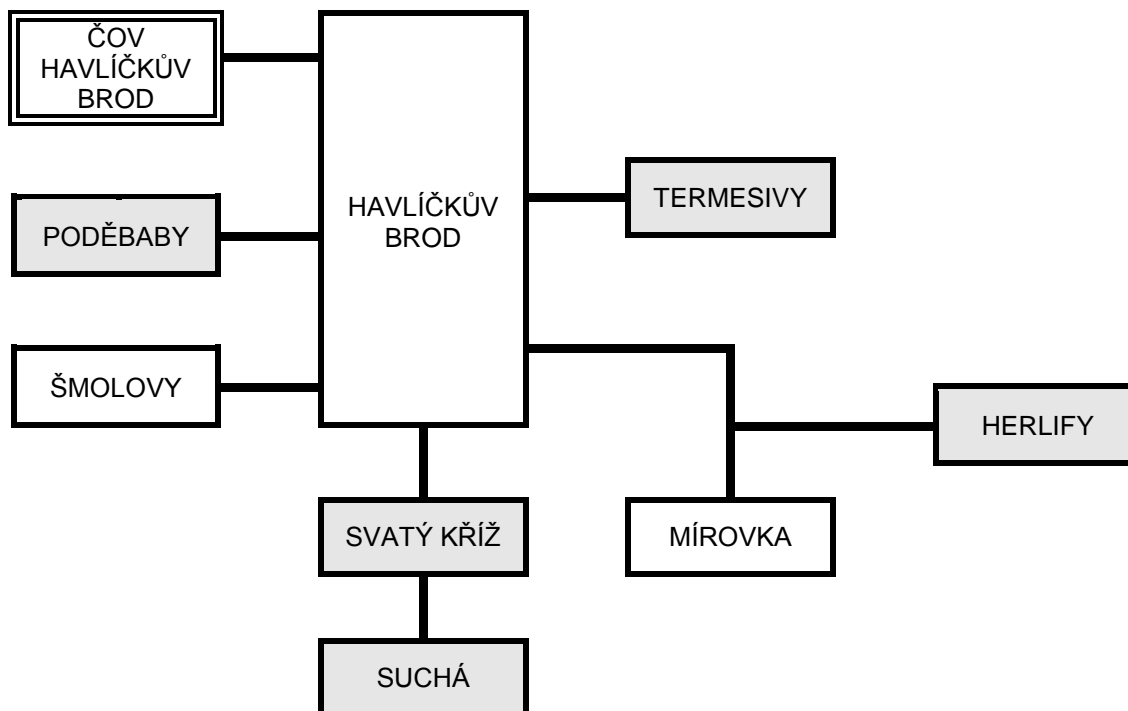 ČOV
HAVLÍČKŮV
BROD
HAVLÍČKŮV
BROD
TERMESIVY
PODĚBABY
ŠMOLOVY
HERLIFY
SVATÝ KŘÍŽ
MÍROVKA
SUCHÁ